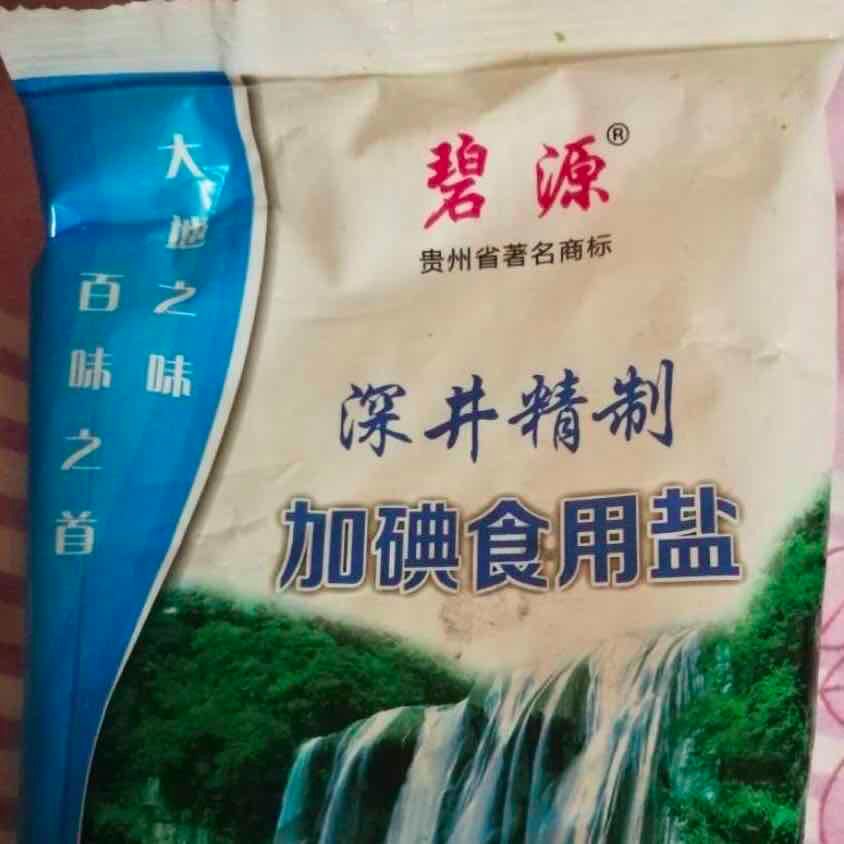 碧源®
贵州省著名商标
深井精制
加碘食用盐
大地之味
百味之首